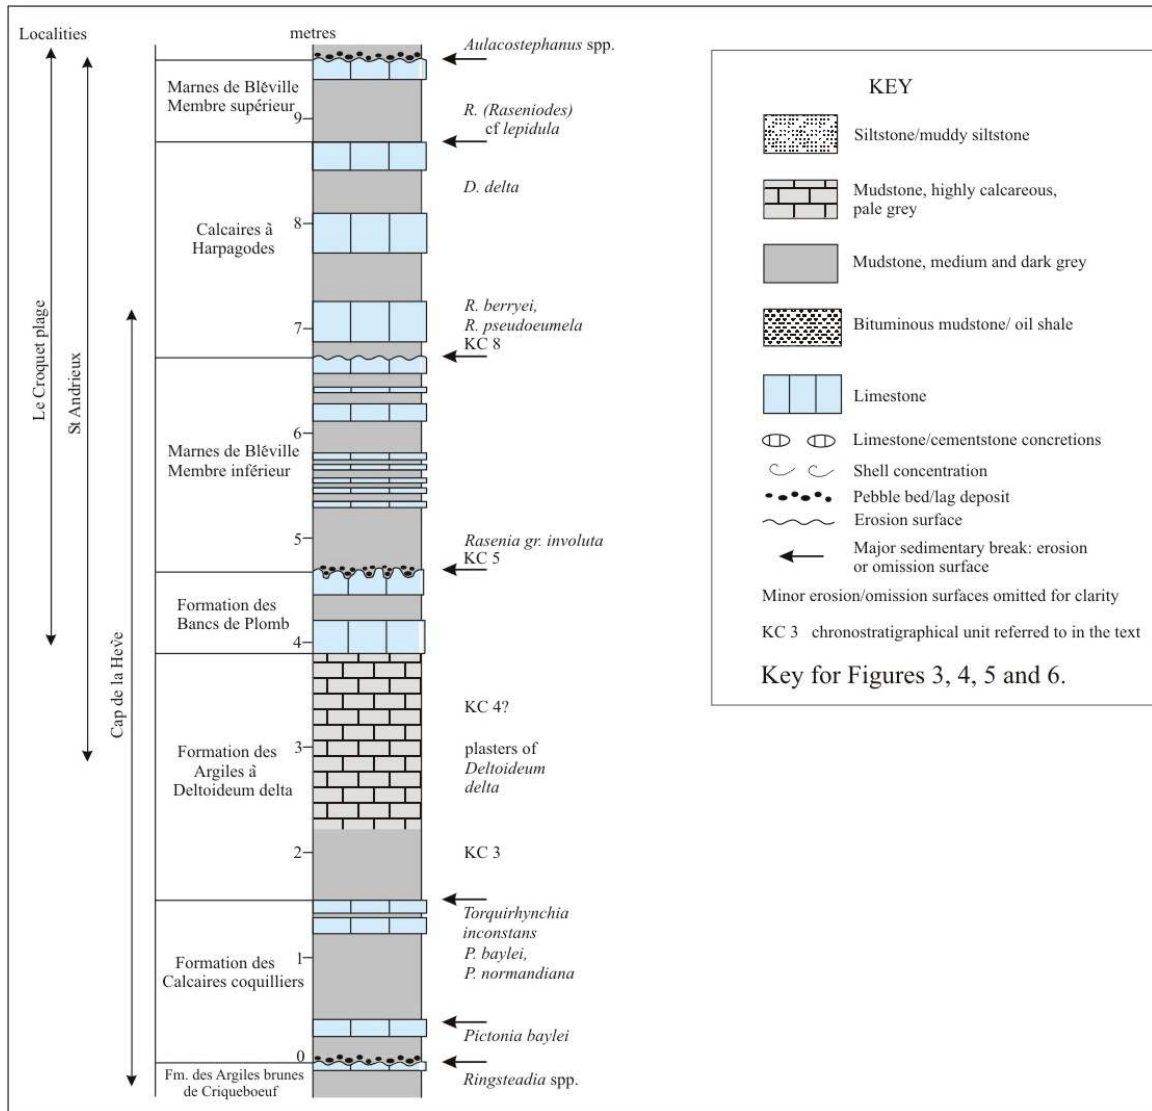 Localities
metres
Le Croquet plage
St Andrieux
Cap de la Hevè
Marnes de Bléville
Membre supérieur
Calcaires à
Harpagodes
Marnes de Bléville
Membre inférieur
Formation des
Bancs de Plomb
Formation des
Argiles à
Deltoideum delta
Formation des
Calcaires coquilliers
Fm. des Argiles brunes
de Criqueboeuf
9
8
7
6
5
4
3
2
1
0
Aulacostephanus spp.
R. (Raseniodes)
cf lepidula
D. delta
R. berryei,
R. pseudoeumela
KC 8
Rasenia gr. involuta
KC 5
KC 4?
plasters of
Deltoideum
delta
KC 3
Torquirhynchia
inconstans
P. baylei,
P. normandiana
Pictonia baylei
Ringsteadia spp.
KEY
Siltstone/muddy siltstone
Mudstone, highly calcareous,
pale grey
Mudstone, medium and dark grey
Bituminous mudstone/ oil shale
Limestone
Limestone/cementstone concretions
Shell concentration
Pebble bed/lag deposit
Erosion surface
Major sedimentary break: erosion
or omission surface
Minor erosion/omission surfaces omitted for clarity
KC 3 chronostratigraphical unit referred to in the text
Key for Figures 3, 4, 5 and 6.